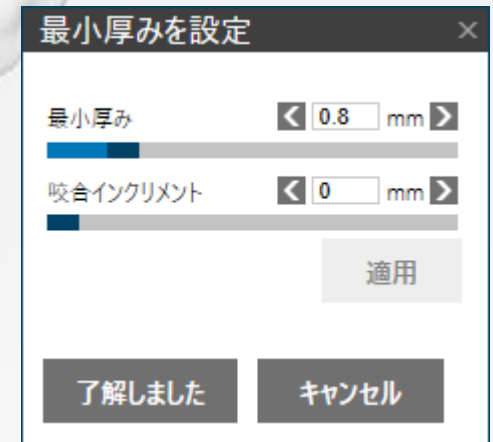 最小厚みを設定
最小厚み 0.8 mm
咬合インクリメント 0 mm
適用
了解しました キャンセル